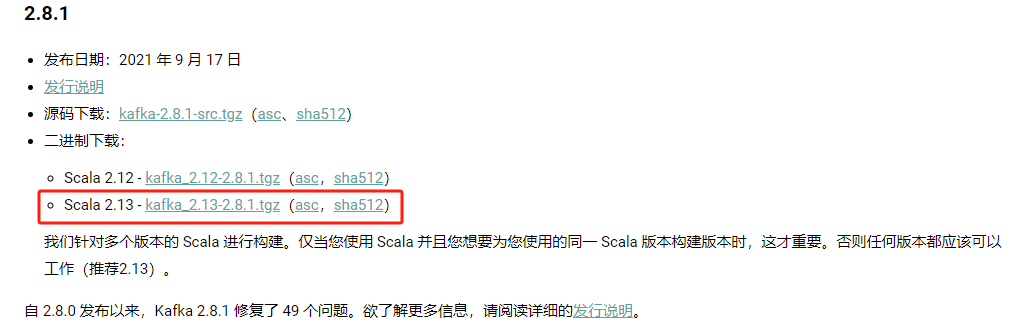 2.8.1
发布日期：2021 年 9 月 17 日
发行说明
源码下载：kafka-2.8.1-src.tgz（asc、sha512）
二进制下载：
Scala 2.12 - kafka_2.12-2.8.1.tgz（asc，sha512）
Scala 2.13 - kafka_2.13-2.8.1.tgz（asc，sha512）
我们针对多个版本的 Scala 进行构建。仅当您使用 Scala 并且您想要为您使用的同一 Scala 版本构建版本时，这才重要。否则任何版本都应该可以
工作（推荐2.13）。
自 2.8.0 发布以来，Kafka 2.8.1 修复了 49 个问题。欲了解更多信息，请阅读详细的发行说明。